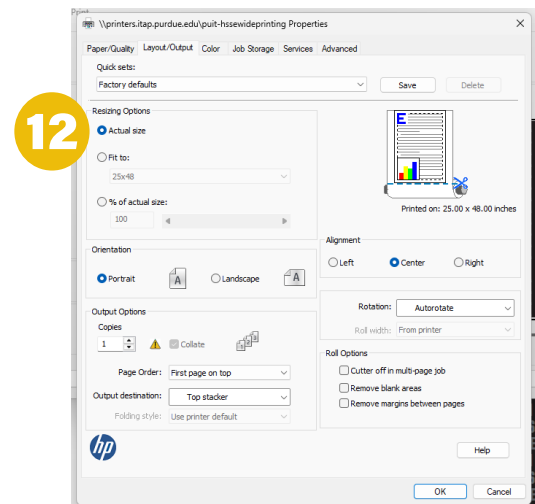 Print
\\printers.itap.purdue.edu\puit-hssewideprinting Properties
Paper/Quality Layout/Output Color Job Storage Services Advanced
Quick sets:
Factory defaults
Save
Delete
12
Resizing Options
Actual size
Fit to:
25x48
% of actual size:
100
E
Printed on: 25.00 x 48.00 inches
Orientation
Portrait
A
Landscape
A
Alignment
Left
Center
Right
Output Options
Copies
1
Collate
Page Order:
First page on top
Output destination:
Top stacker
Folding style:
Use printer default
Rotation:
Autorotate
Roll width:
From printer
Roll Options
Cutter off in multi-page job
Remove blank areas
Remove margins between pages
hp
Help
OK
Cancel